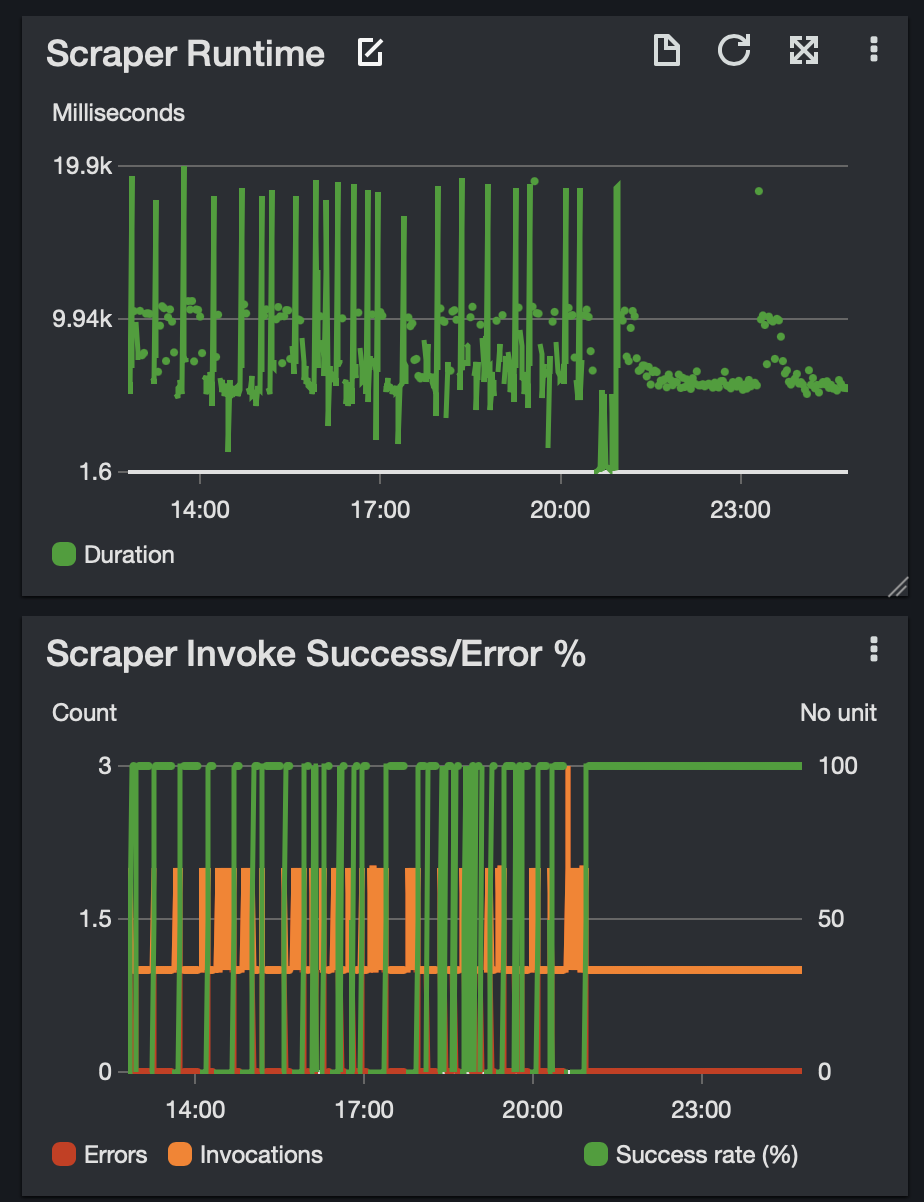 Scraper Runtime
Milliseconds
19.9k
9.94k
1.6
14:00 17:00 20:00 23:00
Duration
Scraper Invoke Success/Error %
Count No unit
3 100
1.5 50
0 0
14:00 17:00 20:00 23:00
Errors Invocations Success rate (%)